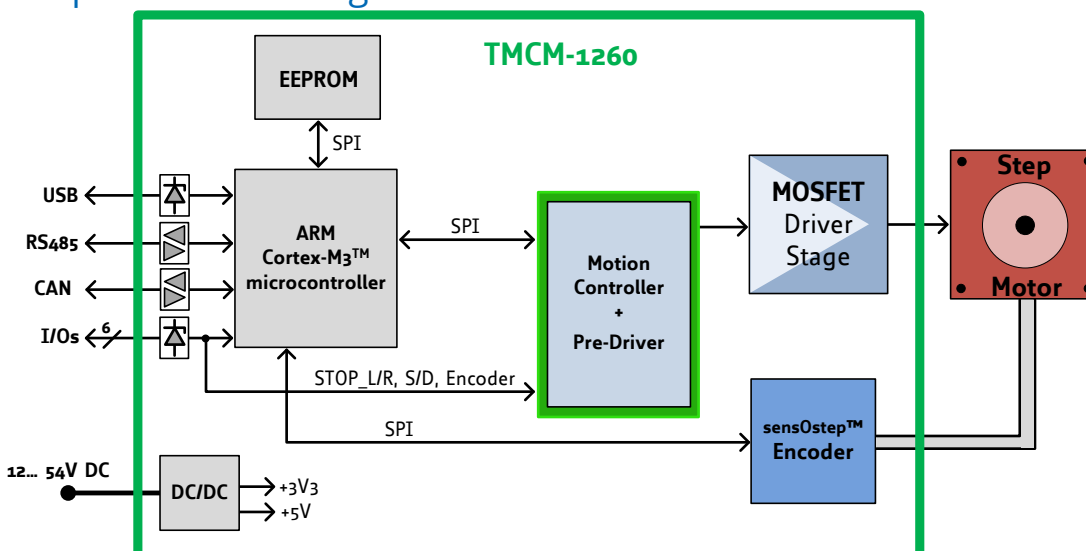 TMCM-1260
EEPROM
SPI
USB
RS485
CAN
I/Os
6
ARM
Cortex-M3™
microcontroller
SPI
Motion
Controller
+
Pre-Driver
MOSFET
Driver
Stage
Step
Motor
STOP_L/R, S/D, Encoder
SPI
sensOstep™
Encoder
12... 54V DC
DC/DC
+3V3
+5V